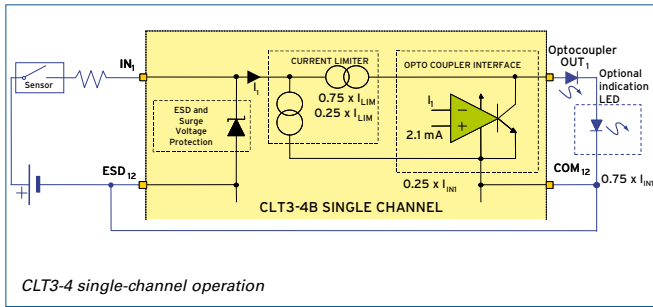 IN1
Sensor
I1
CURRENT LIMITER
0.75 x ILIM
0.25 x ILIM
OPTO COUPLER INTERFACE
I1
2.1 mA
−
+
Optocoupler
OUT1
Optional
indication
LED
ESD and
Surge
Voltage
Protection
ESD12
+
0.25 x IIN1
COM12
0.75 x IIN1
CLT3-4B SINGLE CHANNEL
CLT3-4 single-channel operation